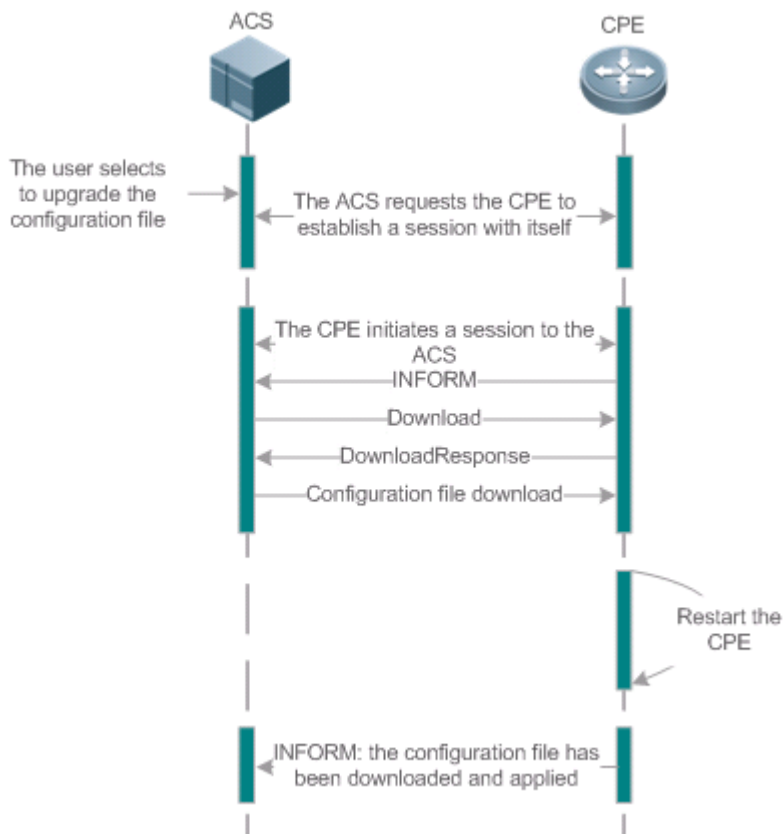 ACS
CPE
The user selects
to upgrade the
configuration file
The ACS requests the CPE to
establish a session with itself
The CPE initiates a session to the
ACS
INFORM
Download
DownloadResponse
Configuration file download
Restart the
CPE
INFORM: the configuration file has
been downloaded and applied